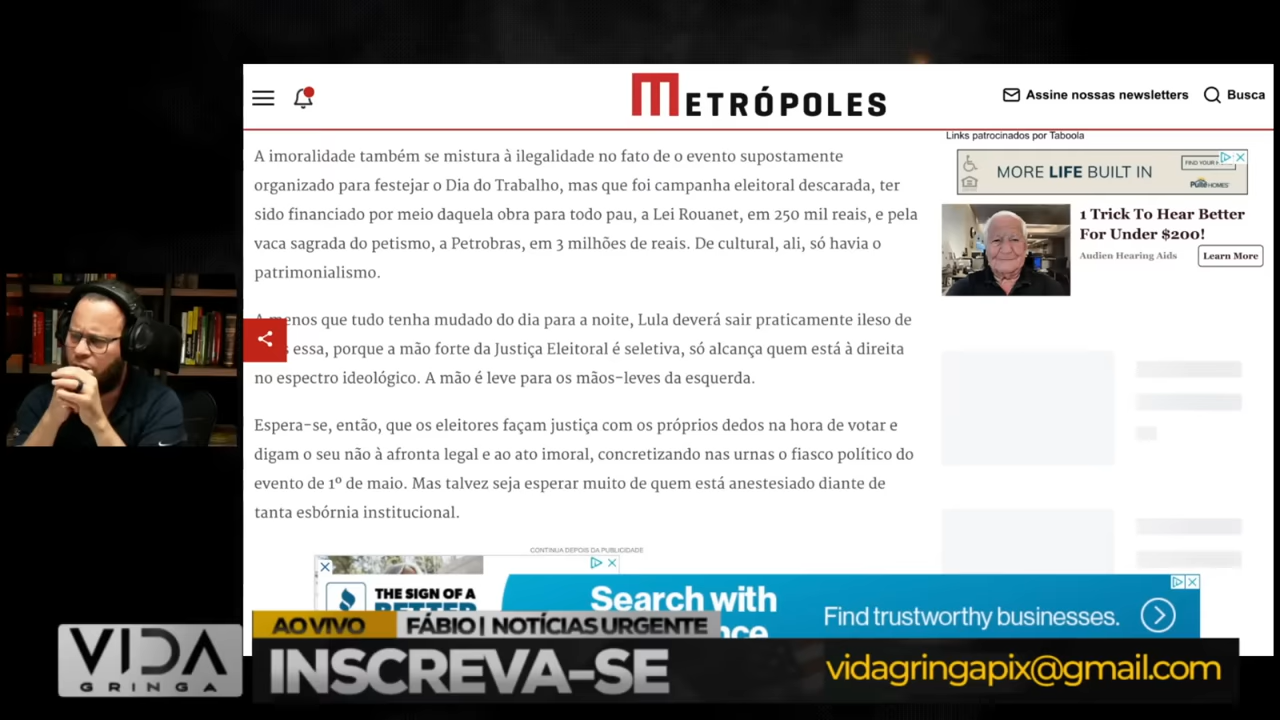 METRÓPOLES
Assine nossas newsletters
Busca
A imoralidade também se mistura à ilegalidade no fato de o evento supostamente
organizado para festejar o Dia do Trabalho, mas que foi campanha eleitoral descarada, ter
sido financiado por meio daquela obra para todo pau, a Lei Rouanet, em 250 mil reais, e pela
vaca sagrada do petismo, a Petrobras, em 3 milhões de reais. De cultural, ali, só havia o
patrimonialismo.
A menos que tudo tenha mudado do dia para a noite, Lula deverá sair praticamente ileso de
essa, porque a mão forte da Justiça Eleitoral é seletiva, só alcança quem está à direita
no espectro ideológico. A mão é leve para os mãos-leves da esquerda.
Espera-se, então, que os eleitores façam justiça com os próprios dedos na hora de votar e
digam o seu não à afronta legal e ao ato imoral, concretizando nas urnas o fiasco político do
evento de 1º de maio. Mas talvez seja esperar muito de quem está anestesiado diante de
tanta esbórnia institucional.
Links patrocinados por Taboola
MORE LIFE BUILT IN
FIND YOUR
Pulte HOMES
1 Trick To Hear Better
For Under $200!
Audien Hearing Aids
Learn More
CONTINUA DEPOIS DA PUBLICIDADE
THE SIGN OF A
BETTER
Search with
Find trustworthy businesses.
AO VIVO
FÁBIO | NOTÍCIAS URGENTE
VIDA
GRINGA
INSCREVA-SE
vidagringapix@gmail.com